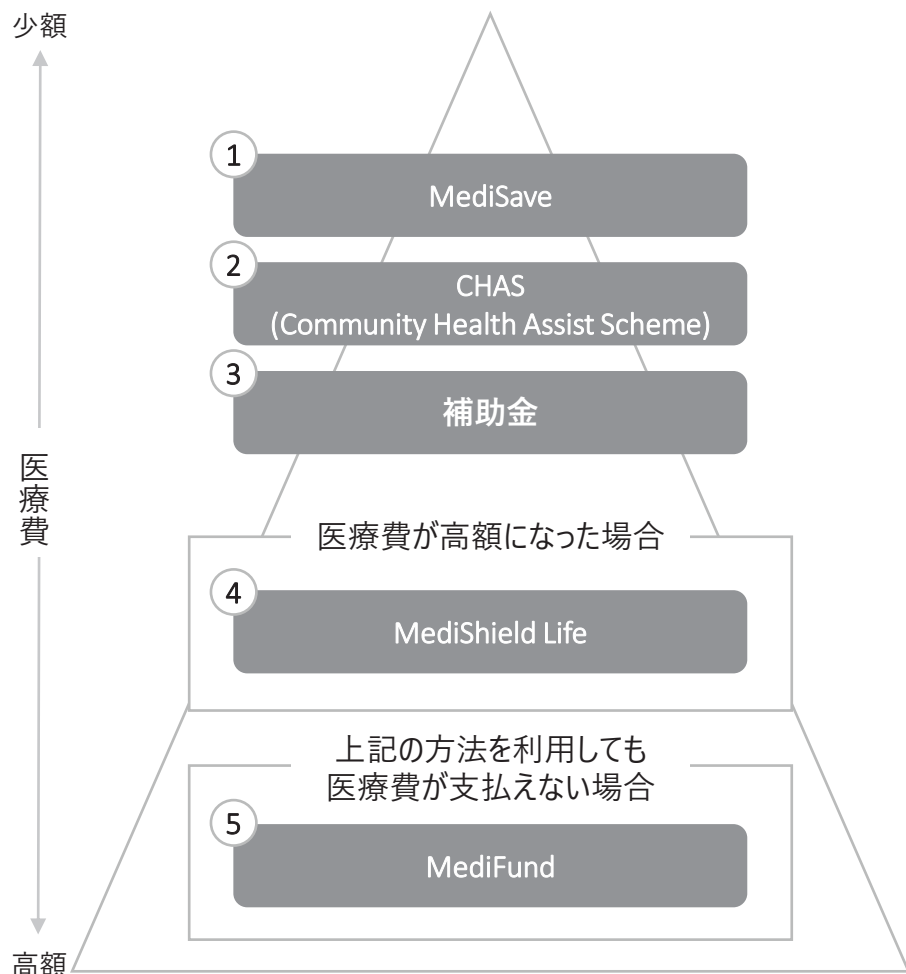 少額
1
MediSave
2
CHAS
(Community Health Assist Scheme)
3
補助金
医療費
医療費が高額になった場合
4
MediShield Life
上記の方法を利用しても
医療費が支払えない場合
5
MediFund
高額